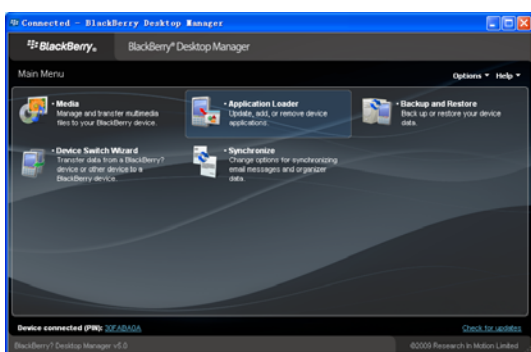 Connected - BlackBerry Desktop Manager
BlackBerry®
BlackBerry® Desktop Manager
Main Menu
Options
Help
Media
Manage and transfer multimedia
files to your BlackBerry device.
Application Loader
Update, add, or remove device
applications.
Backup and Restore
Back up or restore your device
data.
Device Switch Wizard
Transfer data from a BlackBerry?
device or other device to a
BlackBerry device.
Synchronize
Change options for synchronizing
email messages and organizer
data.
Device connected (PIN):
Check for updates
BlackBerry? Desktop Manager v5.0
©2009 Research In Motion Limited